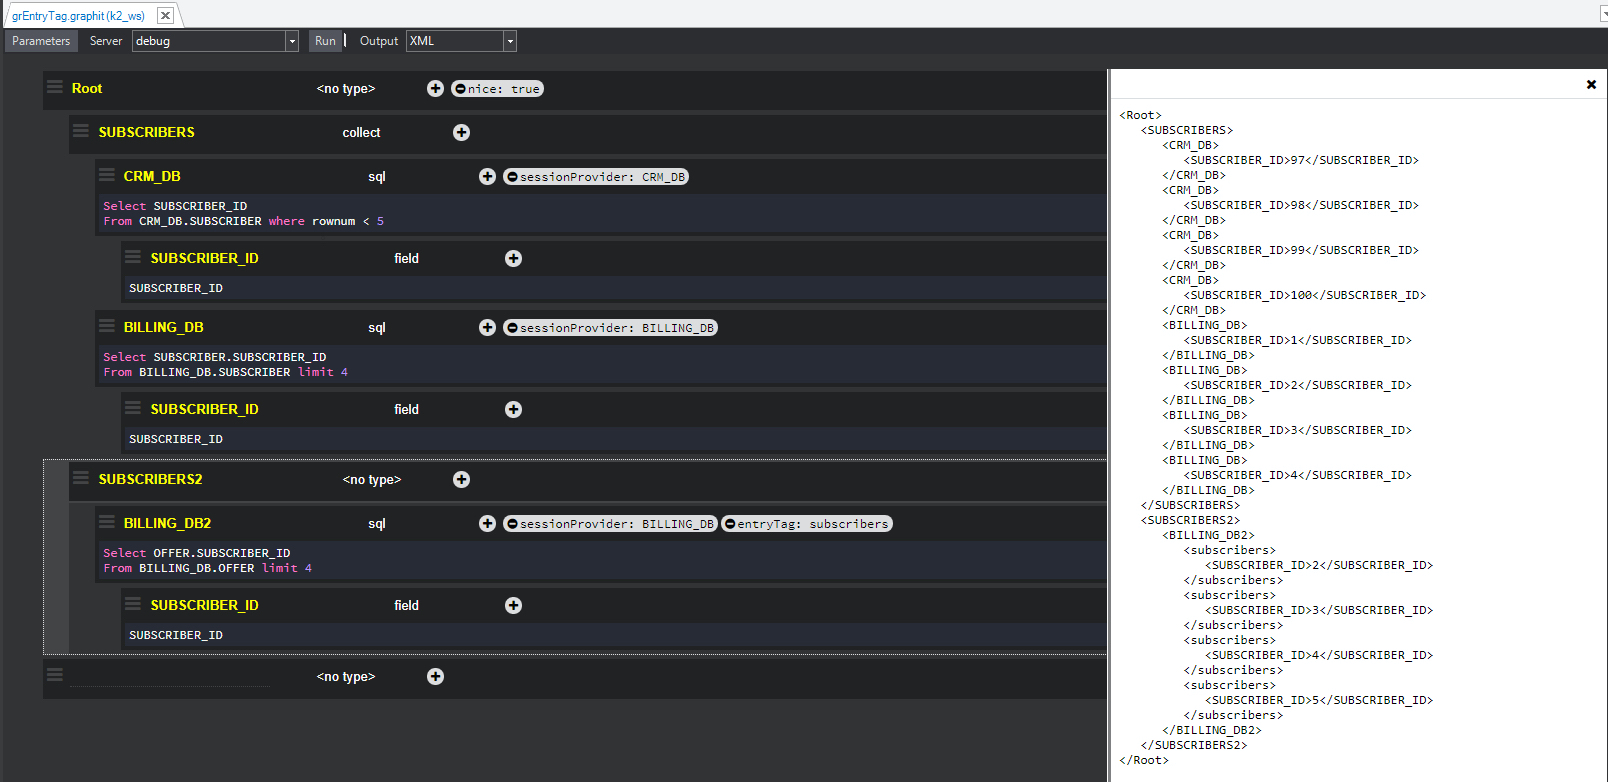 grEntryTag.graphit (k2_ws)
Parameters Server debug Run Output XML
Root <no type> nice: true
SUBSCRIBERS collect
CRM_DB sql sessionProvider: CRM_DB
Select SUBSCRIBER_ID
From CRM_DB.SUBSCRIBER where rownum < 5
SUBSCRIBER_ID field
SUBSCRIBER_ID
BILLING_DB sql sessionProvider: BILLING_DB
Select SUBSCRIBER.SUBSCRIBER_ID
From BILLING_DB.SUBSCRIBER limit 4
SUBSCRIBER_ID field
SUBSCRIBER_ID
SUBSCRIBERS2 <no type>
BILLING_DB2 sql sessionProvider: BILLING_DB entryTag: subscribers
Select OFFER.SUBSCRIBER_ID
From BILLING_DB.OFFER limit 4
SUBSCRIBER_ID field
SUBSCRIBER_ID
<no type>
<Root>
<SUBSCRIBERS>
<CRM_DB>
<SUBSCRIBER_ID>97</SUBSCRIBER_ID>
</CRM_DB>
<CRM_DB>
<SUBSCRIBER_ID>98</SUBSCRIBER_ID>
</CRM_DB>
<CRM_DB>
<SUBSCRIBER_ID>99</SUBSCRIBER_ID>
</CRM_DB>
<CRM_DB>
<SUBSCRIBER_ID>100</SUBSCRIBER_ID>
</CRM_DB>
<BILLING_DB>
<SUBSCRIBER_ID>1</SUBSCRIBER_ID>
</BILLING_DB>
<BILLING_DB>
<SUBSCRIBER_ID>2</SUBSCRIBER_ID>
</BILLING_DB>
<BILLING_DB>
<SUBSCRIBER_ID>3</SUBSCRIBER_ID>
</BILLING_DB>
<BILLING_DB>
<SUBSCRIBER_ID>4</SUBSCRIBER_ID>
</BILLING_DB>
</SUBSCRIBERS>
<SUBSCRIBERS2>
<BILLING_DB2>
<subscribers>
<SUBSCRIBER_ID>2</SUBSCRIBER_ID>
</subscribers>
<subscribers>
<SUBSCRIBER_ID>3</SUBSCRIBER_ID>
</subscribers>
<subscribers>
<SUBSCRIBER_ID>4</SUBSCRIBER_ID>
</subscribers>
<subscribers>
<SUBSCRIBER_ID>5</SUBSCRIBER_ID>
</subscribers>
</BILLING_DB2>
</SUBSCRIBERS2>
</Root>